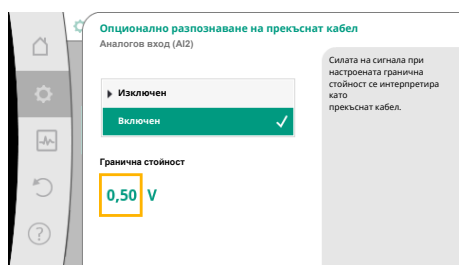 Опционално разпознаване на прекъснат кабел
Аналогов вход (AI2)
Изключен
Включен
Гранична стойност
0,50 V
Силата на сигнала при
настроената гранична
стойност се интерпретира
като
прекъснат кабел.
?